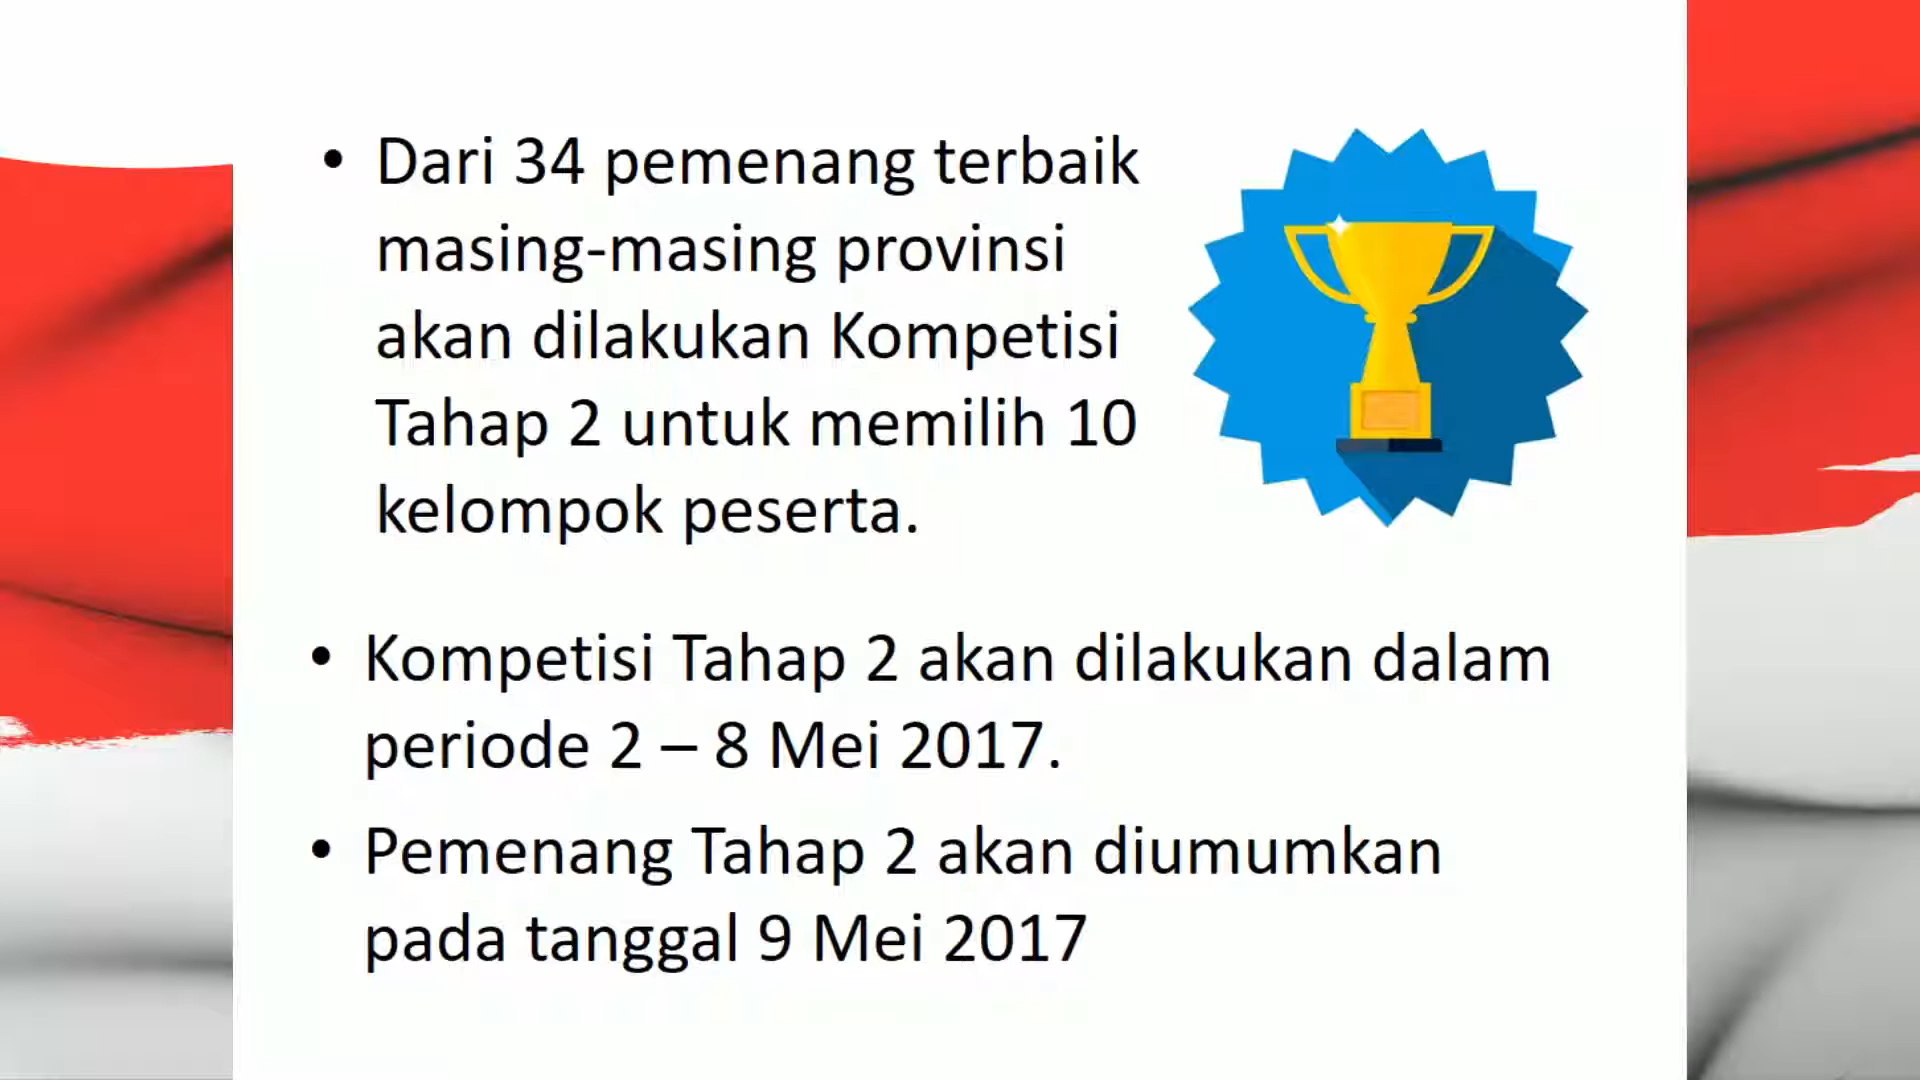 • Dari 34 pemenang terbaik
masing-masing provinsi
akan dilakukan Kompetisi
Tahap 2 untuk memilih 10
kelompok peserta.
• Kompetisi Tahap 2 akan dilakukan dalam
periode 2 – 8 Mei 2017.
• Pemenang Tahap 2 akan diumumkan
pada tanggal 9 Mei 2017